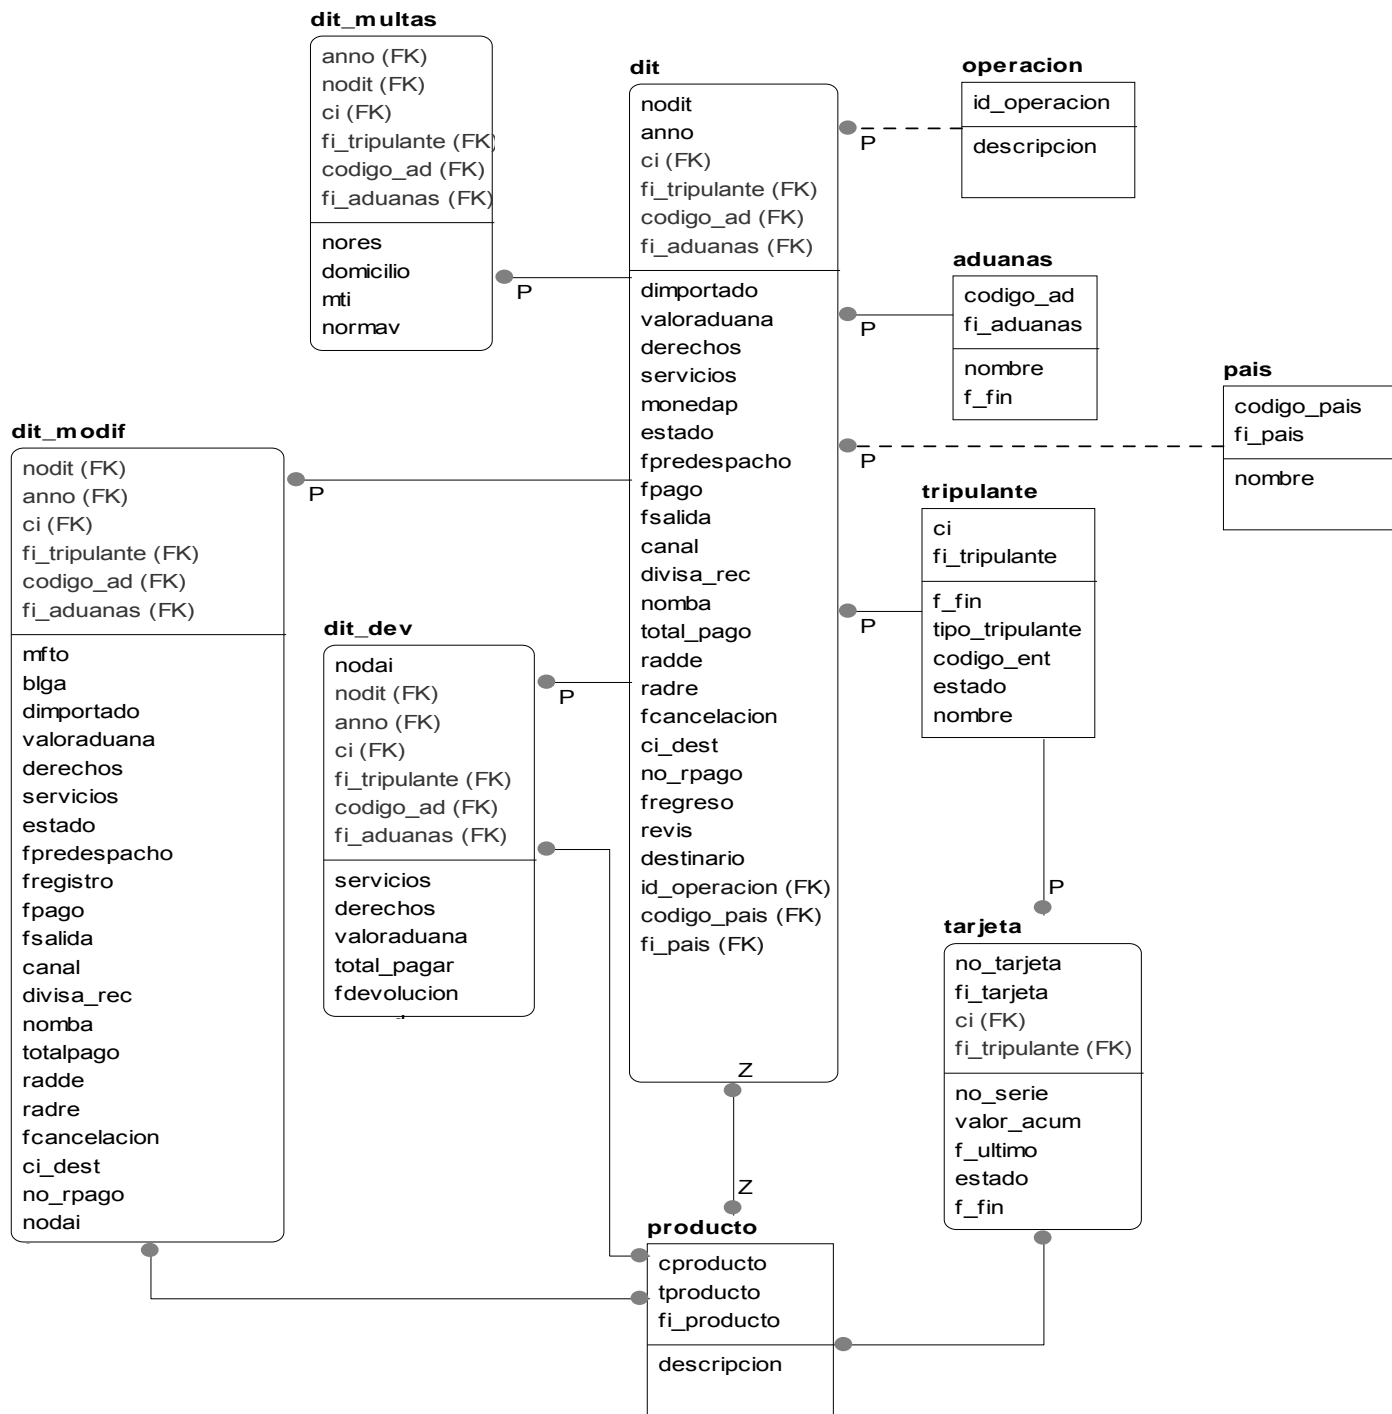 dit_multas
anno (FK)
nodit (FK)
ci (FK)
fi_tripulante (FK)
codigo_ad (FK)
fi_aduanas (FK)
nores
domicilio
mti
normav
P
dit
nodit
anno
ci (FK)
fi_tripulante (FK)
codigo_ad (FK)
fi_aduanas (FK)
dimportado
valoraduana
derechos
servicios
monedap
estado
fpredespacho
fpago
fsalida
canal
divisa_rec
nomba
total_pago
radde
radre
fcancelacion
ci_dest
no_rpago
fregreso
revis
destinario
id_operacion (FK)
codigo_pais (FK)
fi_pais (FK)
Z
Z
operacion
id_operacion
descripcion
P
aduanas
codigo_ad
fi_aduanas
nombre
f_fin
P
pais
codigo_pais
fi_pais
nombre
P
tripulante
ci
fi_tripulante
f_fin
tipo_tripulante
codigo_ent
estado
nombre
P
P
dit_modif
nodit (FK)
anno (FK)
ci (FK)
fi_tripulante (FK)
codigo_ad (FK)
fi_aduanas (FK)
mfto
blga
dimportado
valoraduana
derechos
servicios
estado
fpredespacho
fregistro
fpago
fsalida
canal
divisa_rec
nomba
totalpago
radde
radre
fcancelacion
ci_dest
no_rpago
nodai
P
dit_dev
nodai
nodit (FK)
anno (FK)
ci (FK)
fi_tripulante (FK)
codigo_ad (FK)
fi_aduanas (FK)
servicios
derechos
valoraduana
total_pagar
fdevolucion
P
tarjeta
no_tarjeta
fi_tarjeta
ci (FK)
fi_tripulante (FK)
no_serie
valor_acum
f_ultimo
estado
f_fin
producto
cproducto
tproducto
fi_producto
descripcion